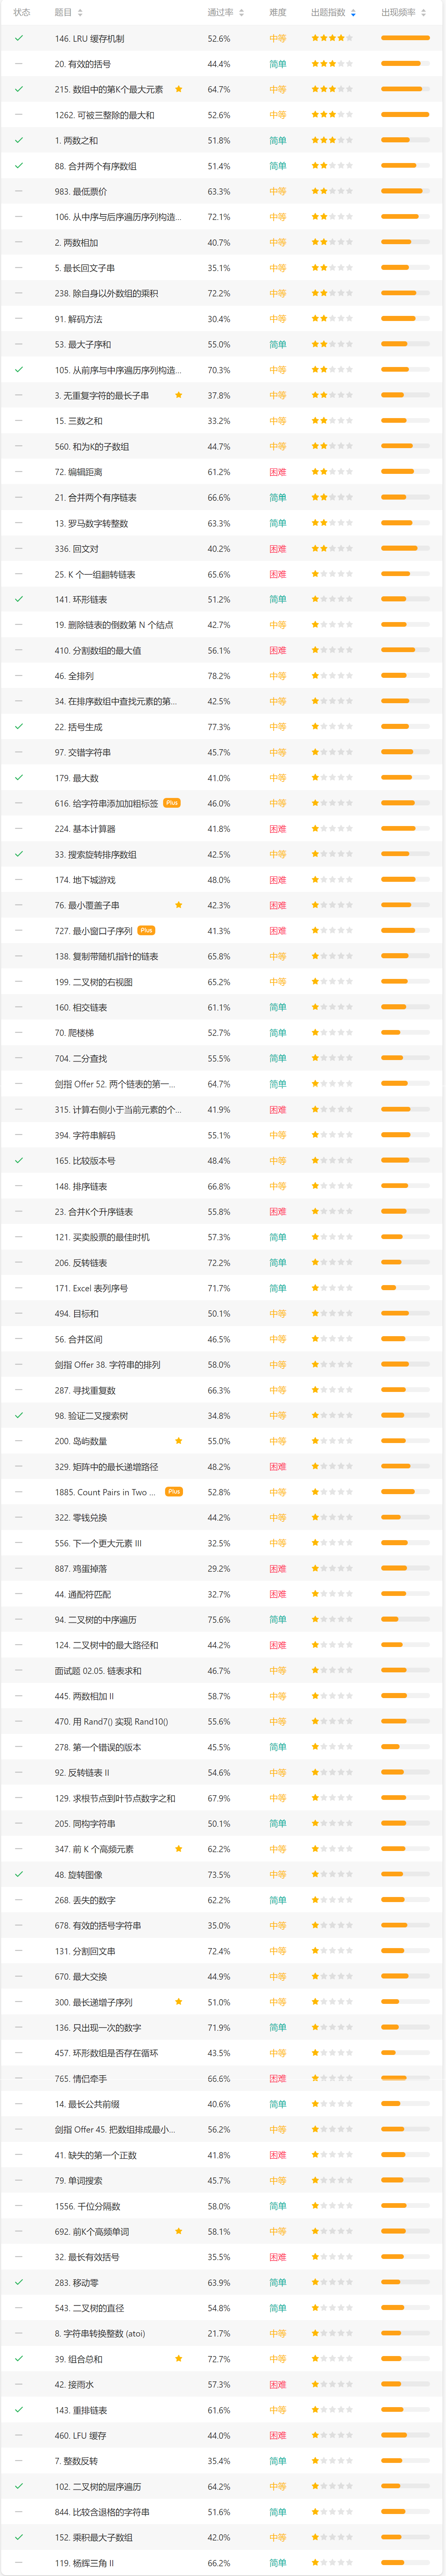 状态 题目 通过率 难度 出题指数 出现频率
146. LRU 缓存机制 52.6% 中等
20. 有效的括号 44.4% 简单
215. 数组中的第K个最大元素 64.7% 中等
1262. 可被三整除的最大和 52.6% 中等
1. 两数之和 51.8% 简单
88. 合并两个有序数组 51.4% 简单
983. 最低票价 63.3% 中等
106. 从中序与后序遍历序列构造... 72.1% 中等
2. 两数相加 40.7% 中等
5. 最长回文子串 35.1% 中等
238. 除自身以外数组的乘积 72.2% 中等
91. 解码方法 30.4% 中等
53. 最大子序和 55.0% 简单
105. 从前序与中序遍历序列构造... 70.3% 中等
3. 无重复字符的最长子串 37.8% 中等
15. 三数之和 33.2% 中等
560. 和为K的子数组 44.7% 中等
72. 编辑距离 61.2% 困难
21. 合并两个有序链表 66.6% 简单
13. 罗马数字转整数 63.3% 简单
336. 回文对 40.2% 困难
25. K 个一组翻转链表 65.6% 困难
141. 环形链表 51.2% 简单
19. 删除链表的倒数第 N 个结点 42.7% 中等
410. 分割数组的最大值 56.1% 困难
46. 全排列 78.2% 中等
34. 在排序数组中查找元素的第... 42.5% 中等
22. 括号生成 77.3% 中等
97. 交错字符串 45.7% 中等
179. 最大数 41.0% 中等
616. 给字符串添加加粗标签 Plus 46.0% 中等
224. 基本计算器 41.8% 困难
33. 搜索旋转排序数组 42.5% 中等
174. 地下城游戏 48.0% 困难
76. 最小覆盖子串 42.3% 困难
727. 最小窗口子序列 Plus 41.3% 困难
138. 复制带随机指针的链表 65.8% 中等
199. 二叉树的右视图 65.2% 中等
160. 相交链表 61.1% 简单
70. 爬楼梯 52.7% 简单
704. 二分查找 55.5% 简单
剑指 Offer 52. 两个链表的第一... 64.7% 简单
315. 计算右侧小于当前元素的个... 41.9% 困难
394. 字符串解码 55.1% 中等
165. 比较版本号 48.4% 中等
148. 排序链表 66.8% 中等
23. 合并K个升序链表 55.8% 困难
121. 买卖股票的最佳时机 57.3% 简单
206. 反转链表 72.2% 简单
171. Excel 表列序号 71.7% 简单
494. 目标和 50.1% 中等
56. 合并区间 46.5% 中等
剑指 Offer 38. 字符串的排列 58.0% 中等
287. 寻找重复数 66.3% 中等
98. 验证二叉搜索树 34.8% 中等
200. 岛屿数量 55.0% 中等
329. 矩阵中的最长递增路径 48.2% 困难
1885. Count Pairs in Two ... Plus 52.8% 中等
322. 零钱兑换 44.2% 中等
556. 下一个更大元素 III 32.5% 中等
887. 鸡蛋掉落 29.2% 困难
44. 通配符匹配 32.7% 困难
94. 二叉树的中序遍历 75.6% 简单
124. 二叉树中的最大路径和 44.2% 困难
面试题 02.05. 链表求和 46.7% 中等
445. 两数相加 II 58.7% 中等
470. 用 Rand7() 实现 Rand10() 55.6% 中等
278. 第一个错误的版本 45.5% 简单
92. 反转链表 II 54.6% 中等
129. 求根节点到叶节点数字之和 67.9% 中等
205. 同构字符串 50.1% 简单
347. 前 K 个高频元素 62.2% 中等
48. 旋转图像 73.5% 中等
268. 丢失的数字 62.2% 简单
678. 有效的括号字符串 35.0% 中等
131. 分割回文串 72.4% 中等
670. 最大交换 44.9% 中等
300. 最长递增子序列 51.0% 中等
136. 只出现一次的数字 71.9% 简单
457. 环形数组是否存在循环 43.5% 中等
765. 情侣牵手 66.6% 困难
14. 最长公共前缀 40.6% 简单
剑指 Offer 45. 把数组排成最小... 56.2% 中等
41. 缺失的第一个正数 41.8% 困难
79. 单词搜索 45.7% 中等
1556. 千位分隔数 58.0% 简单
692. 前K个高频单词 58.1% 中等
32. 最长有效括号 35.5% 困难
283. 移动零 63.9% 简单
543. 二叉树的直径 54.8% 简单
8. 字符串转换整数 (atoi) 21.7% 中等
39. 组合总和 72.7% 中等
42. 接雨水 57.3% 困难
143. 重排链表 61.6% 中等
460. LFU 缓存 44.0% 困难
7. 整数反转 35.4% 简单
102. 二叉树的层序遍历 64.2% 中等
844. 比较含退格的字符串 51.6% 简单
152. 乘积最大子数组 42.0% 中等
119. 杨辉三角 II 66.2% 简单